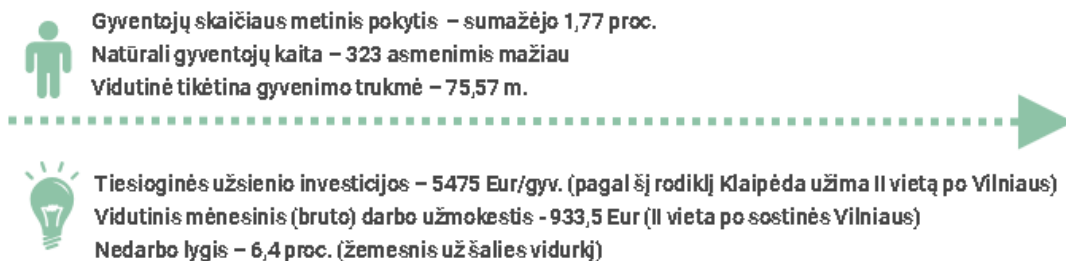 Gyventojų skaičiaus metinis pokytis – sumažėjo 1,77 proc.
Natūrali gyventojų kaita – 323 asmenimis mažiau
Vidutinė tikėtina gyvenimo trukmė – 75,57 m.
Tiesioginės užsienio investicijos – 5475 Eur/gyv. (pagal šį rodiklį Klaipėda užima II vietą po Vilniaus)
Vidutinis mėnesinis (bruto) darbo užmokestis - 933,5 Eur (II vieta po sostinės Vilniaus)
Nedarbo lygis – 6,4 proc. (žemesnis už šalies vidurkį)